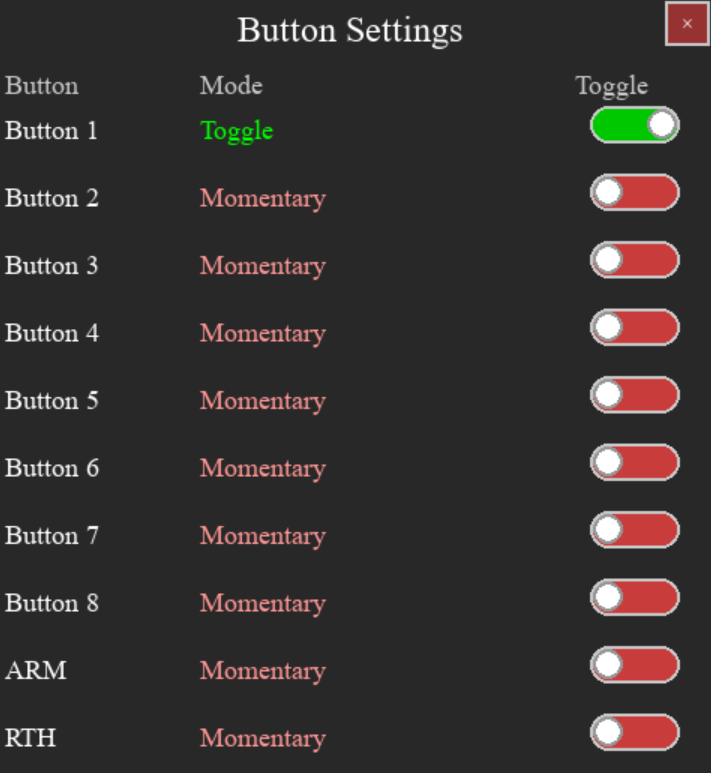 Button Settings
×
Button Mode Toggle
Button 1 Toggle
Button 2 Momentary
Button 3 Momentary
Button 4 Momentary
Button 5 Momentary
Button 6 Momentary
Button 7 Momentary
Button 8 Momentary
ARM Momentary
RTH Momentary